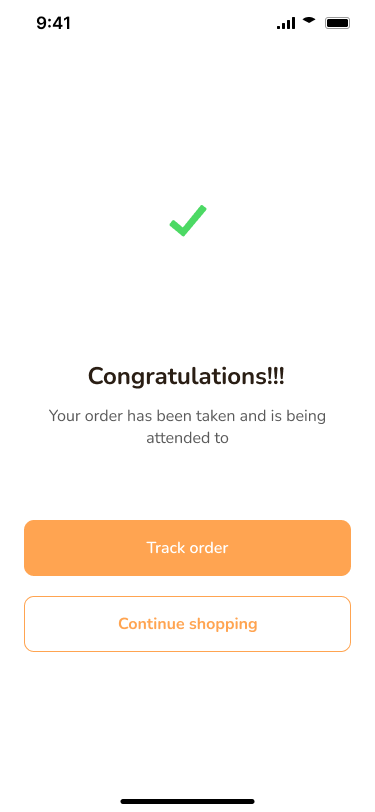 9:41
Congratulations!!!
Your order has been taken and is being
attended to
Track order
Continue shopping